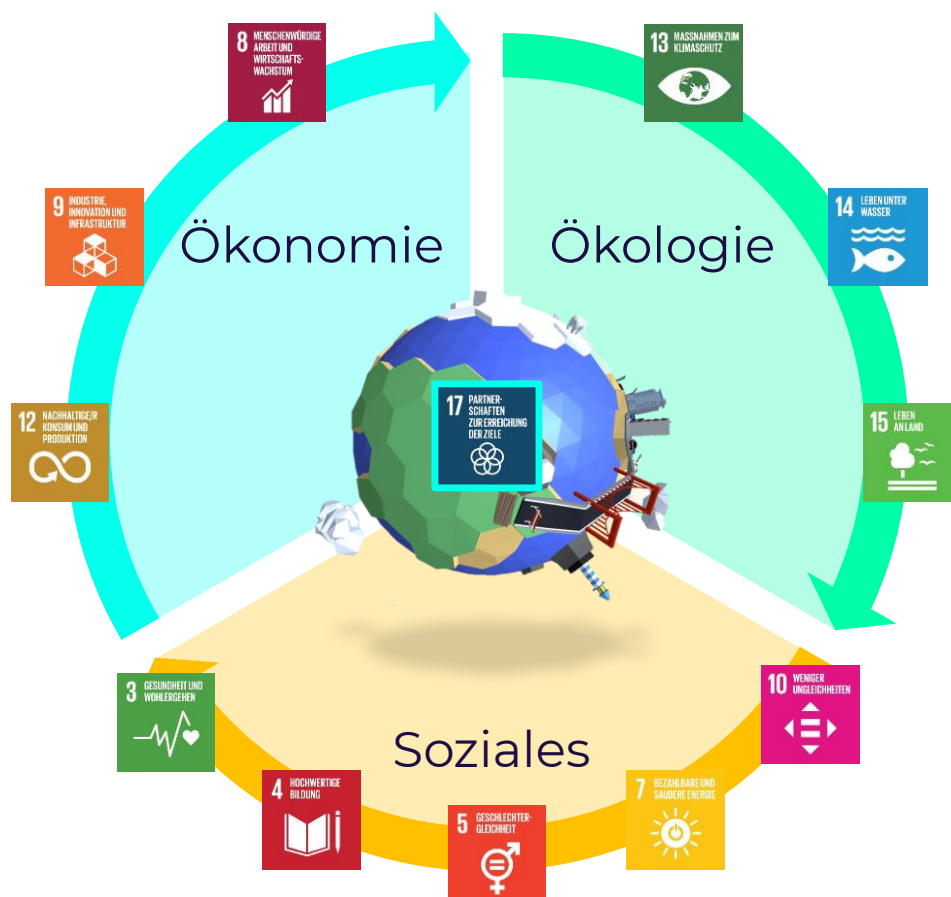 8 MENSCHENWÜRDIGE
ARBEIT UND
WIRTSCHAFTS-
WACHSTUM
13 MASSNAHMEN ZUM
KLIMASCHUTZ
9 INDUSTRIE,
INNOVATION UND
INFRASTRUKTUR
14 LEBEN UNTER
WASSER
Ökonomie
Ökologie
12 NACHHALTIGE/R
KONSUM UND
PRODUKTION
17 PARTNER-
SCHAFTEN
ZUR ERREICHUNG
DER ZIELE
15 LEBEN
AN LAND
3 GESUNDHEIT UND
WOHLERGEHEN
10 WENIGER
UNGLEICHHEITEN
Soziales
4 HOCHWERTIGE
BILDUNG
7 BEZAHLBARE UND
SAUBERE ENERGIE
5 GESCHLECHTER-
GLEICHHEIT